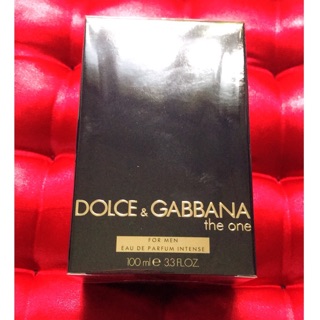 DOLCE & GABBANA
the one
FOR MEN
EAU DE PARFUM INTENSE
100 ml ℮ 3.3 FL.OZ.